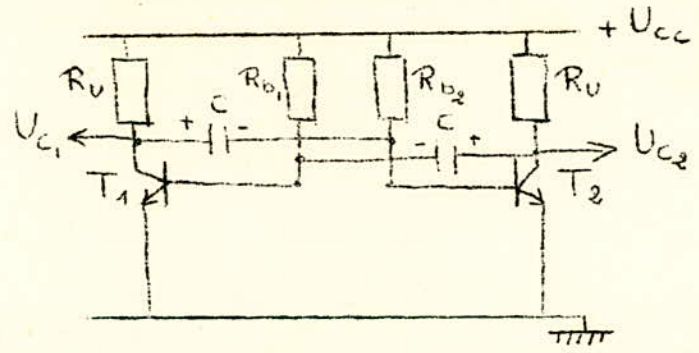 + Ucc
Rv
Rb1
Rb2
Rv
+ C -
- C +
Uc1
Uc2
T1
T2